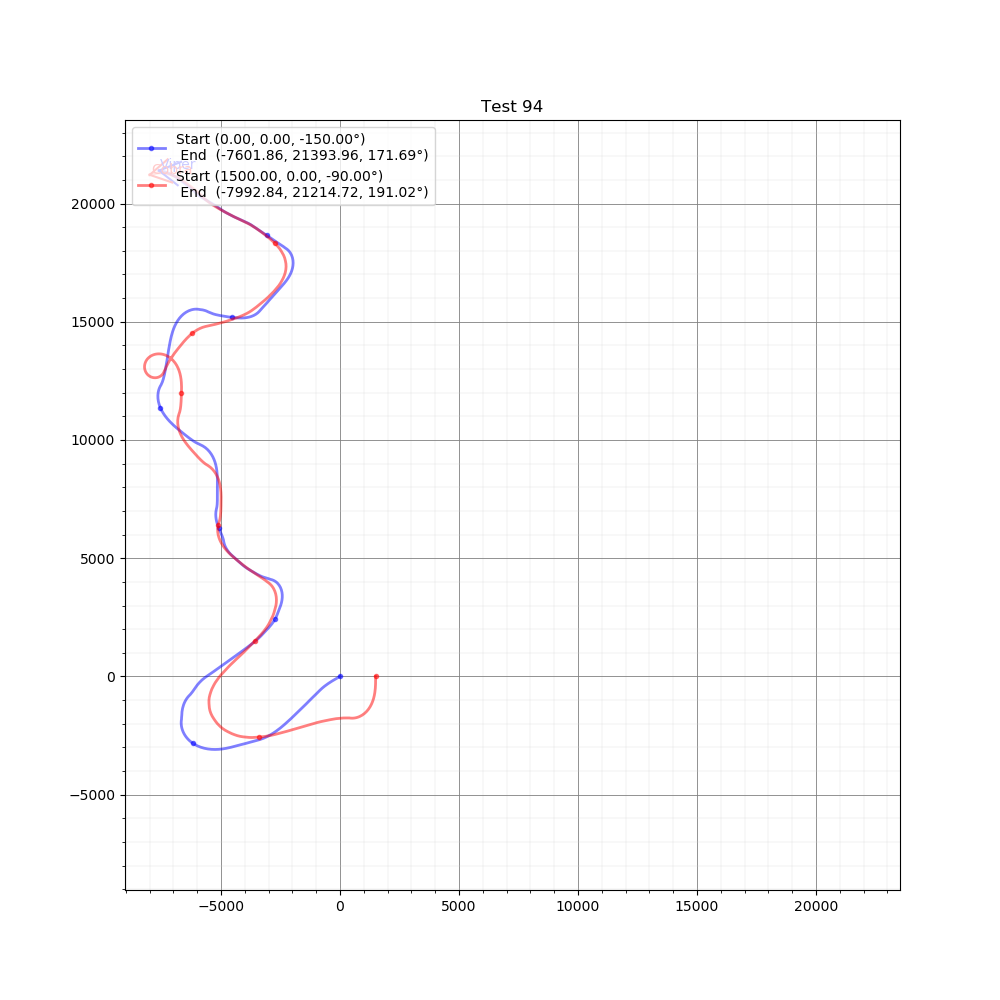 Test 94
Start (0.00, 0.00, -150.00°)
End (-7601.86, 21393.96, 171.69°)
Start (1500.00, 0.00, -90.00°)
End (-7992.84, 21214.72, 191.02°)
20000
15000
10000
5000
0
−5000
−5000 0 5000 10000 15000 20000